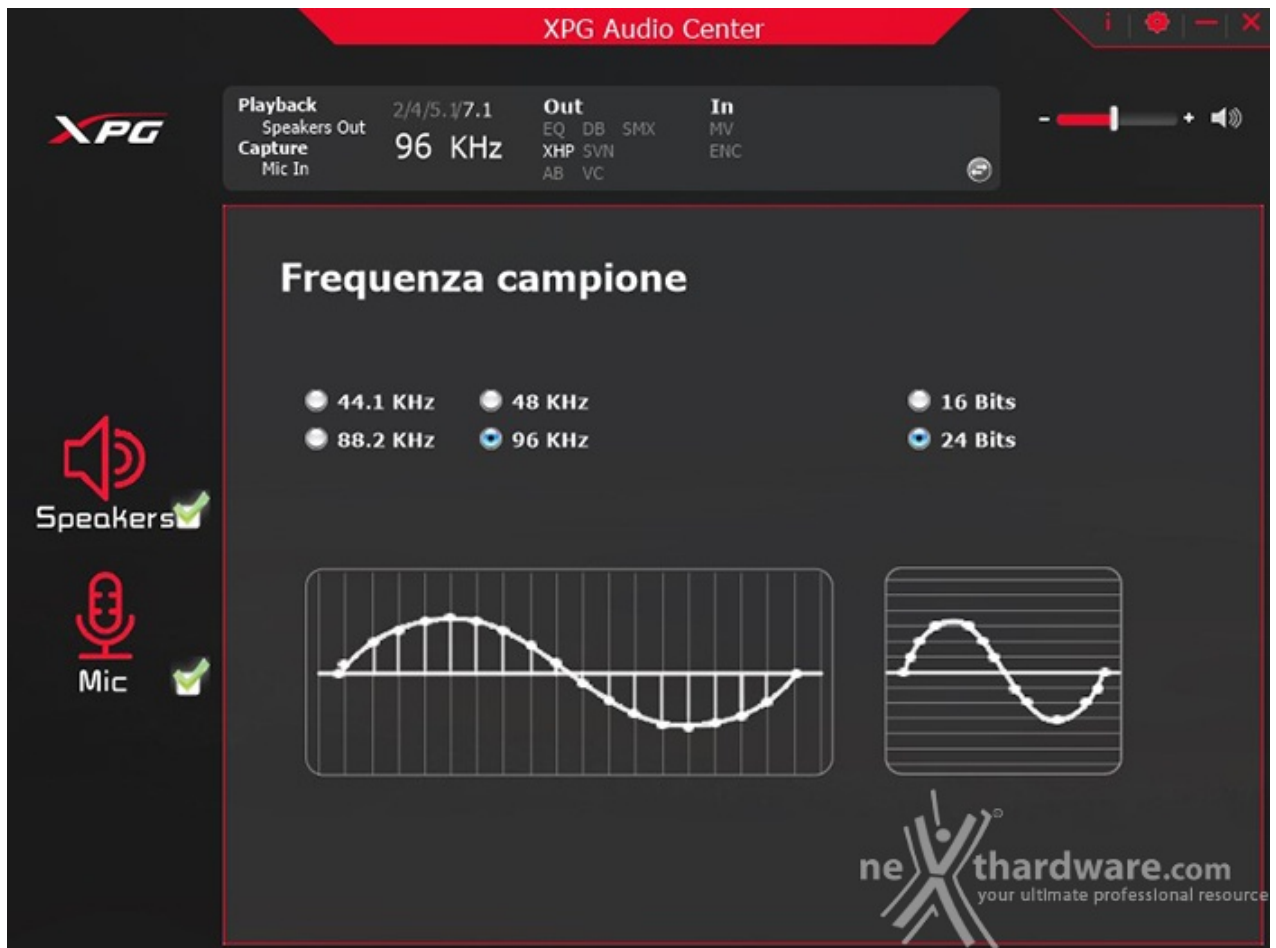 XPG Audio Center
i
XPG
Playback
Speakers Out
Capture
Mic In
2/4/5.1/7.1
96 KHz
Out
EQ DB SMX
XHP SVN
AB VC
In
MV
ENC
- +
Frequenza campione
44.1 KHz 48 KHz 16 Bits
88.2 KHz 96 KHz 24 Bits
Speakers
Mic
nexthardware.com
your ultimate professional resource